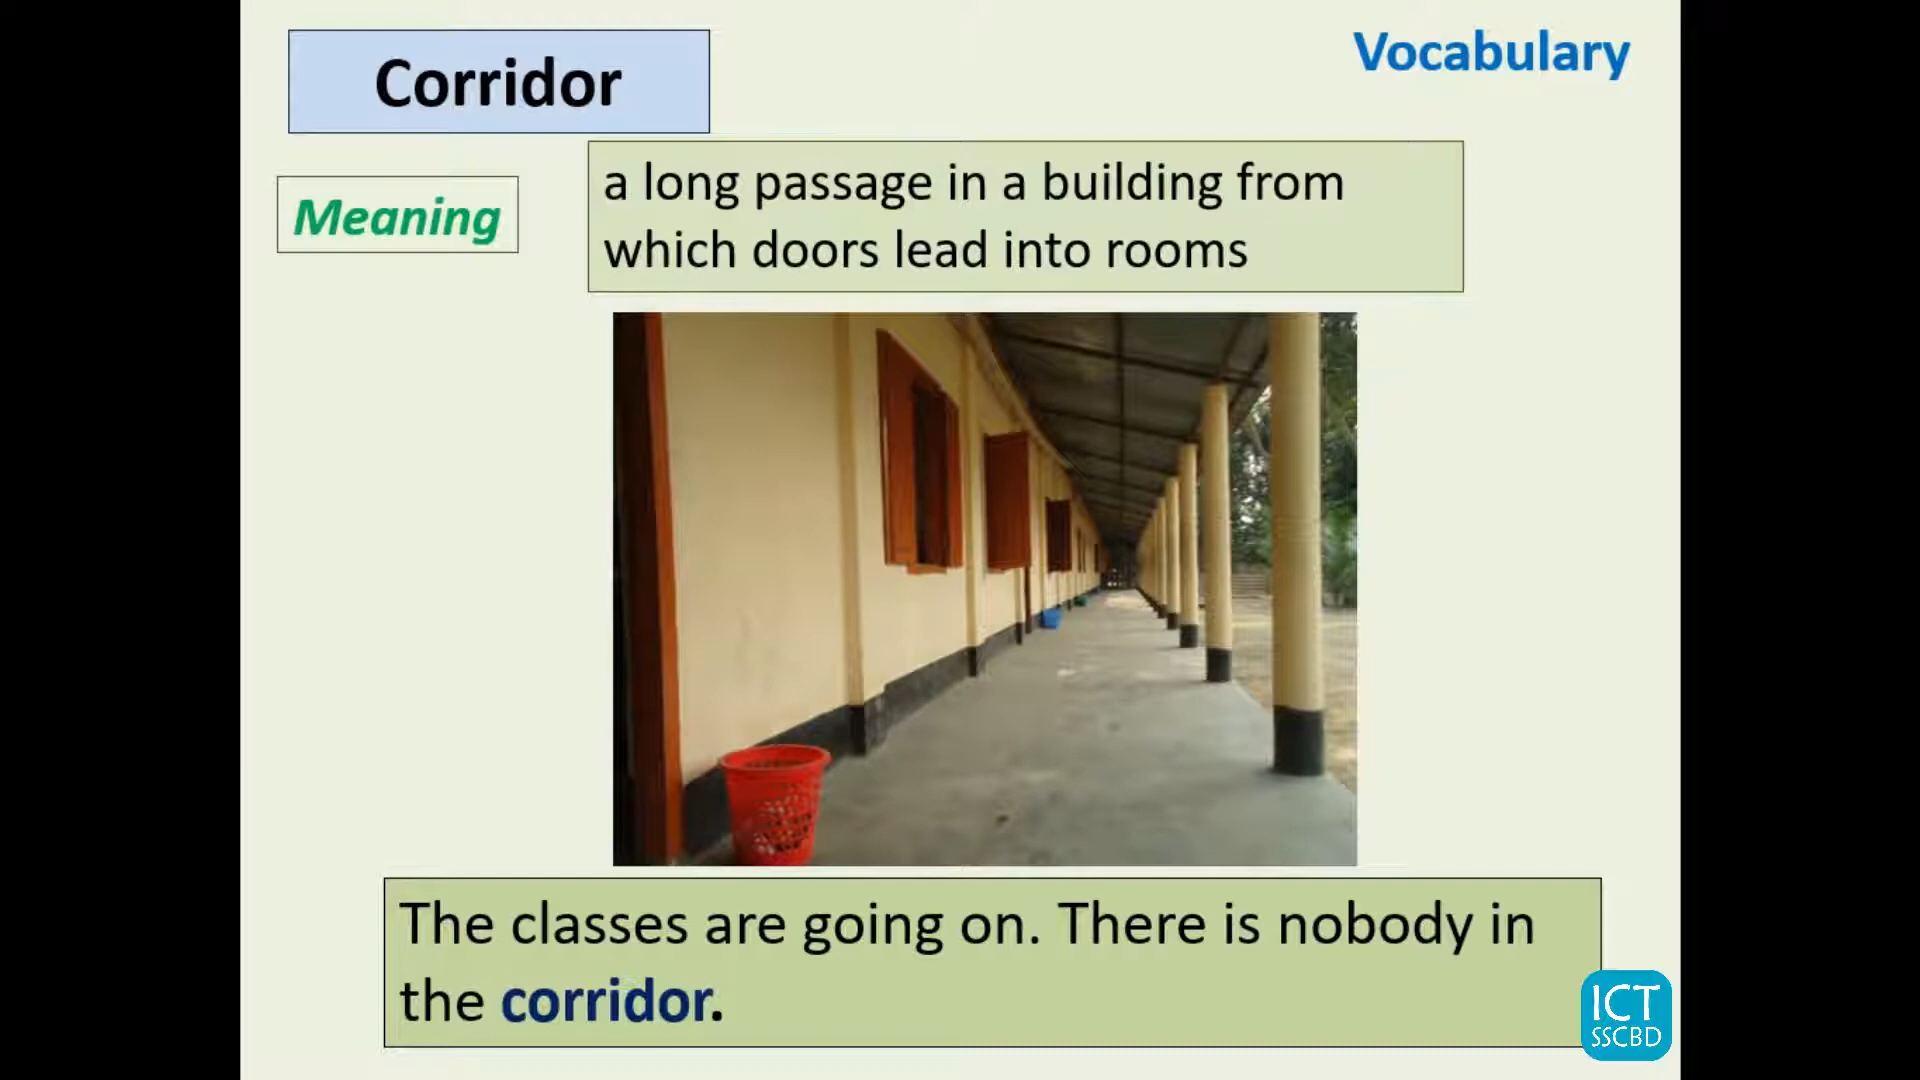 Corridor
Vocabulary
Meaning
a long passage in a building from
which doors lead into rooms
The classes are going on. There is nobody in
the corridor.
ICT
SSCBD